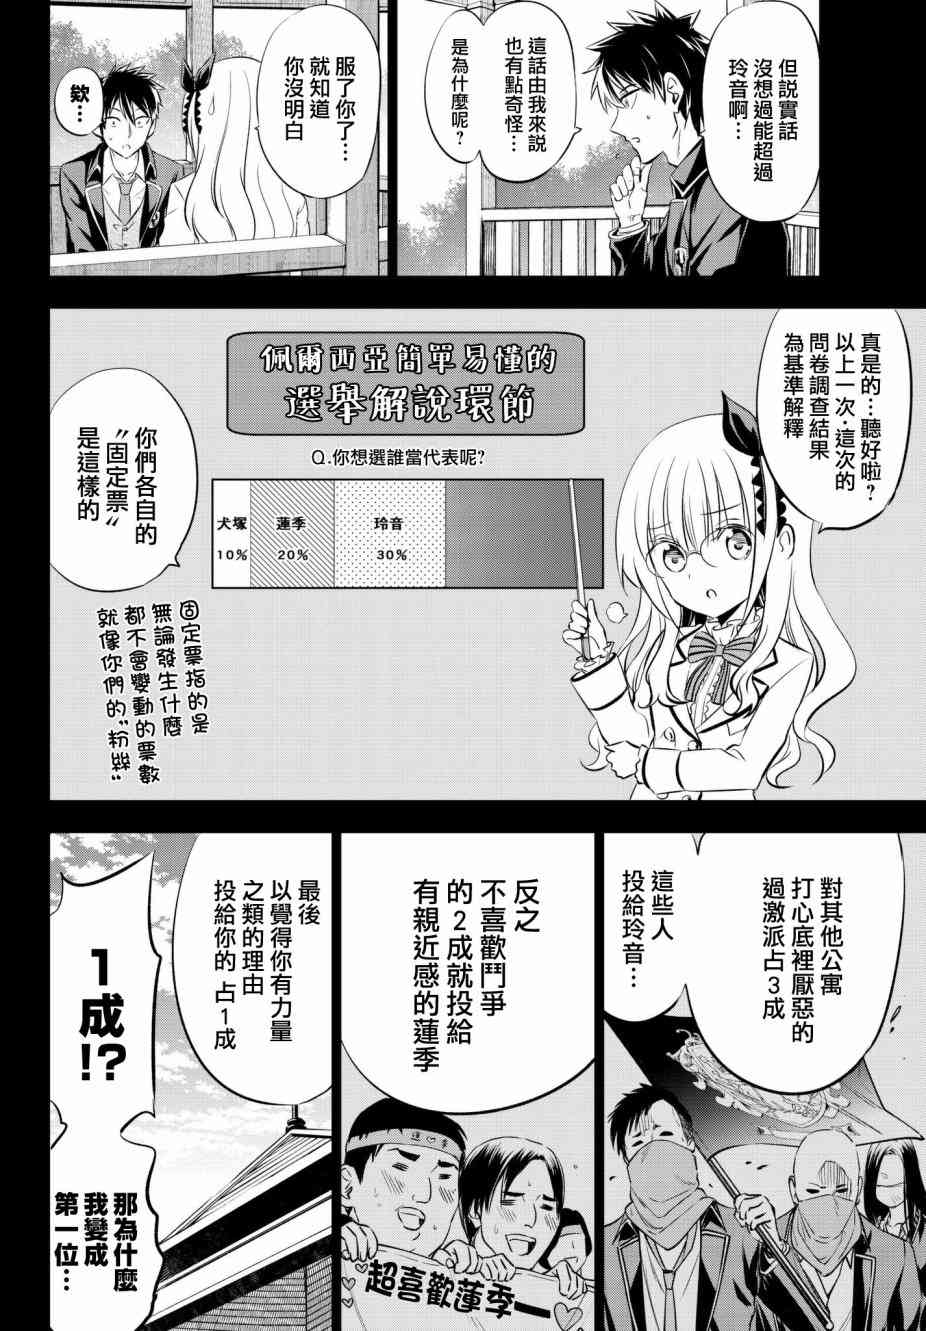 但说實話
沒想過能超過
玲音啊…
這話由我來說
也有點奇怪…
是為什麼呢?
服了你了…
就知道
你沒明白
欸…
真是的…聽好啦?
以上一次·這次的
問卷調查結果
為基準解釋
佩爾西亞簡單易懂的
選舉解說環節
Q.你想選誰當代表呢?
犬塚
10%
蓮季
20%
玲音
30%
你們各自的
〝固定票〞
是這樣的
固定票指的是
無論發生什麼
都不會變動的票數
就像你們的〝粉絲〞
對其他公寓
打心底裡厭惡的
過激派占3成
這些人
投給玲音…
反之
不喜歡鬥爭
的2成就投給
有親近感的蓮季
蓮♡季
超喜歡蓮季一
最後
以覺得你有力量
之類的理由
投給你的 占1成
1成!?
那為什麼
我變成
第一位…